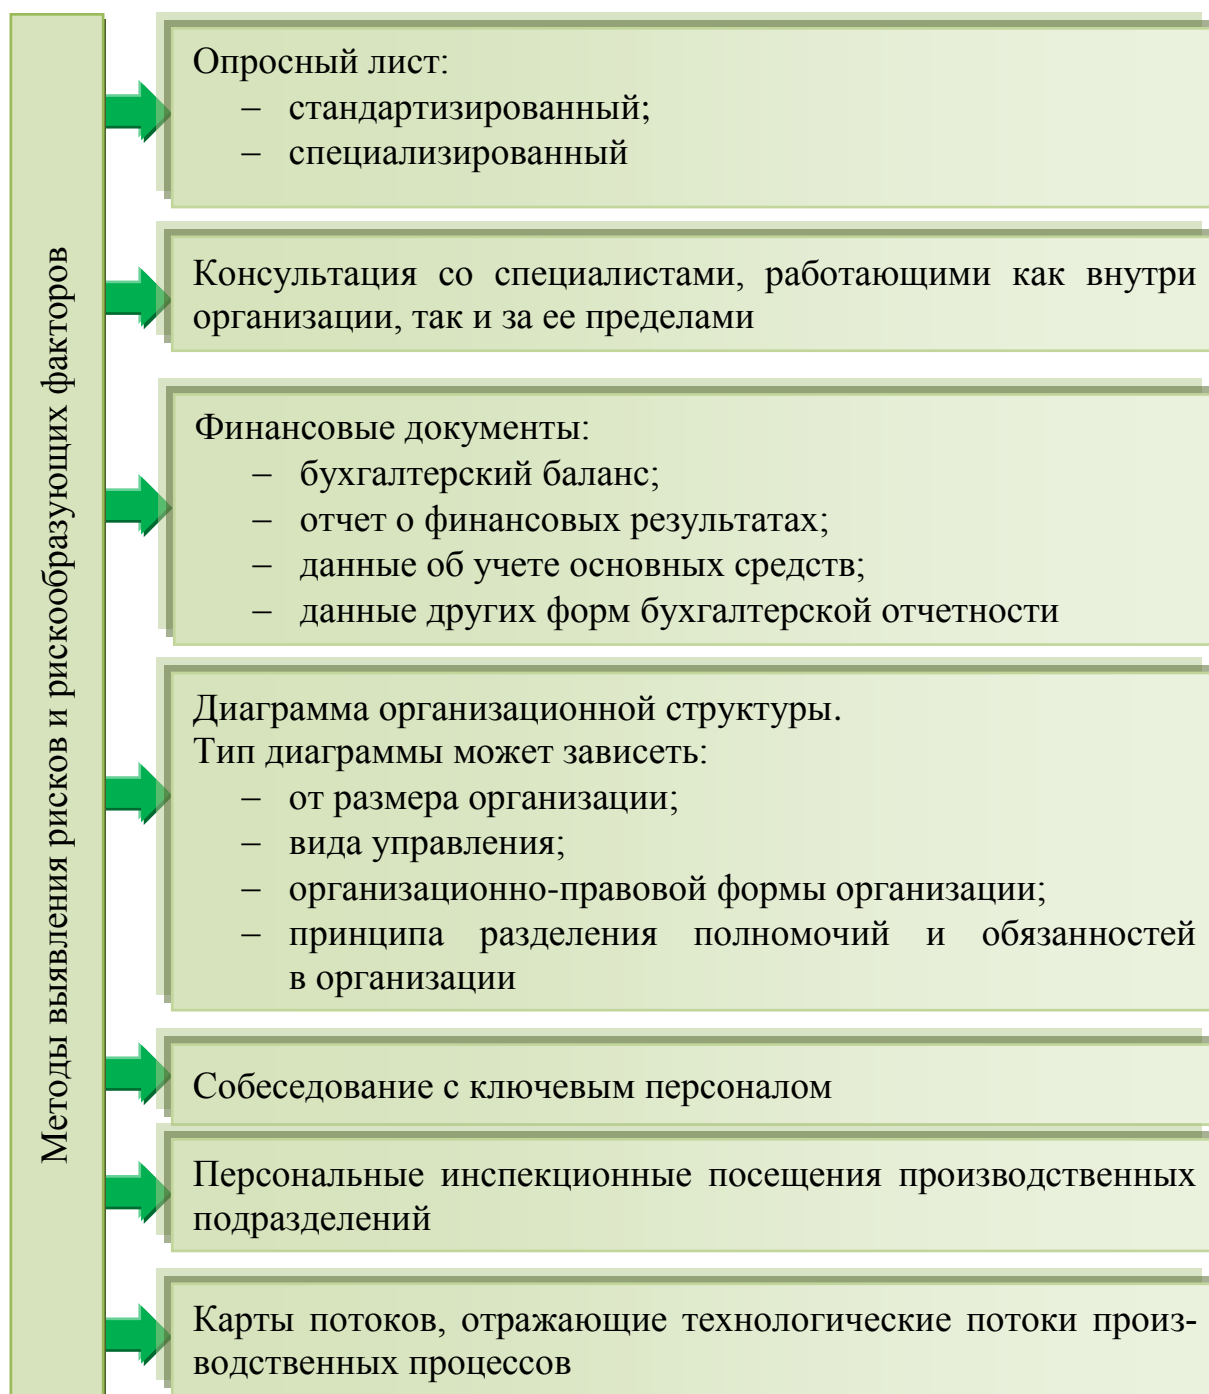 Методы выявления рисков и рискообразующих факторов
Опросный лист:
– стандартизированный;
– специализированный
Консультация со специалистами, работающими как внутри
организации, так и за ее пределами
Финансовые документы:
– бухгалтерский баланс;
– отчет о финансовых результатах;
– данные об учете основных средств;
– данные других форм бухгалтерской отчетности
Диаграмма организационной структуры.
Тип диаграммы может зависеть:
– от размера организации;
– вида управления;
– организационно-правовой формы организации;
– принципа разделения полномочий и обязанностей
в организации
Собеседование с ключевым персоналом
Персональные инспекционные посещения производственных
подразделений
Карты потоков, отражающие технологические потоки произ-
водственных процессов